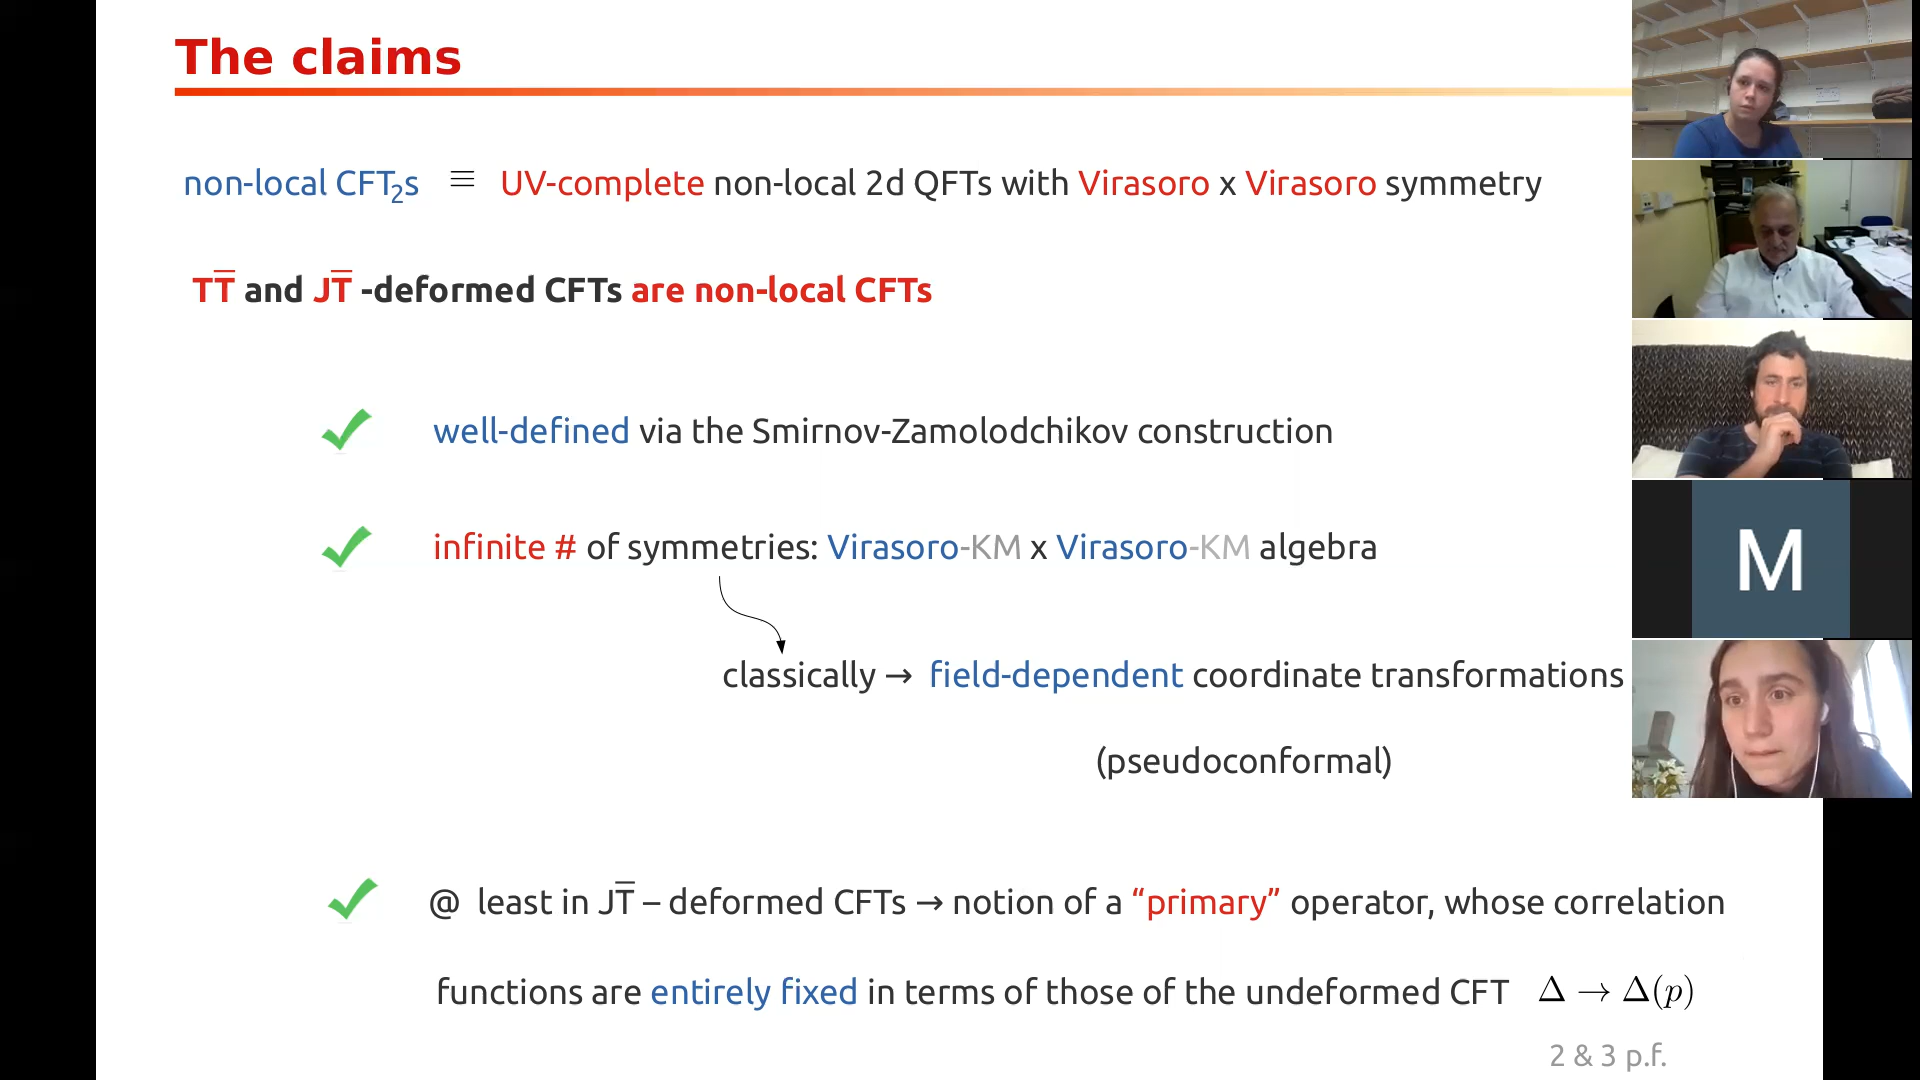 The claims
non-local CFT₂s ≡ UV-complete non-local 2d QFTs with Virasoro x Virasoro symmetry
TT̅ and JT̅ -deformed CFTs are non-local CFTs
well-defined via the Smirnov-Zamolodchikov construction
infinite # of symmetries: Virasoro-KM x Virasoro-KM algebra
classically → field-dependent coordinate transformations
(pseudoconformal)
@ least in JT̅ – deformed CFTs → notion of a “primary” operator, whose correlation
functions are entirely fixed in terms of those of the undeformed CFT Δ → Δ(p)
2 & 3 p.f.
M